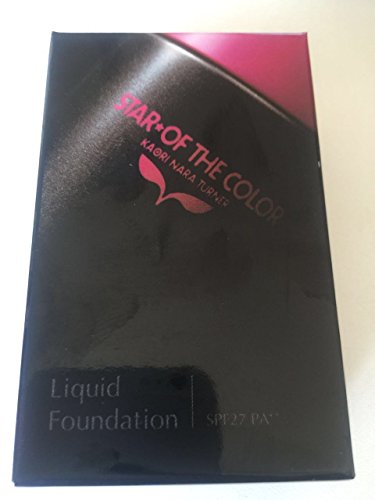 STAR★OF THE COLOR
KAORI NARA TURNER
Liquid
Foundation
SPF27 PA++